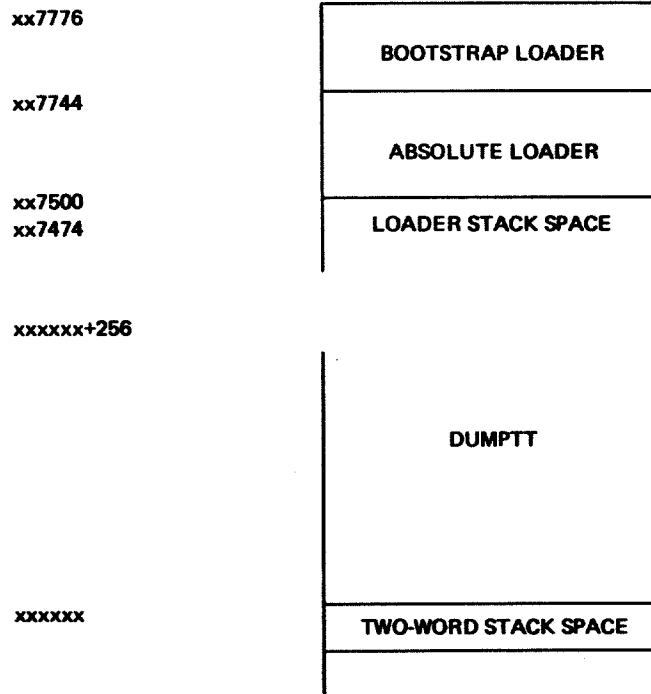 xx7776
BOOTSTRAP LOADER
xx7744
ABSOLUTE LOADER
xx7500
xx7474
LOADER STACK SPACE
xxxxxx+256
DUMPTT
xxxxxx
TWO-WORD STACK SPACE